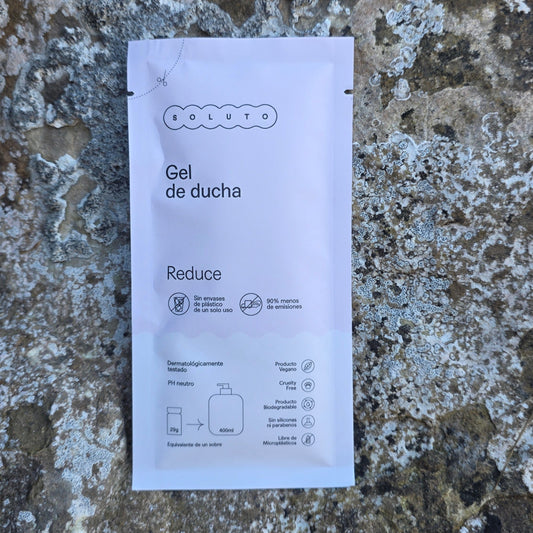 SOLUTO
Gel
de ducha
Reduce
Sin envases
de plástico
de un solo uso
90% menos
de emisiones
Dermatológicamente
testado
PH neutro
25g
400ml
Equivalente de un sobre
Producto
Vegano
Cruelty
Free
Producto
Biodegradable
Sin siliconas
ni parabenos
Libre de
Microplásticos